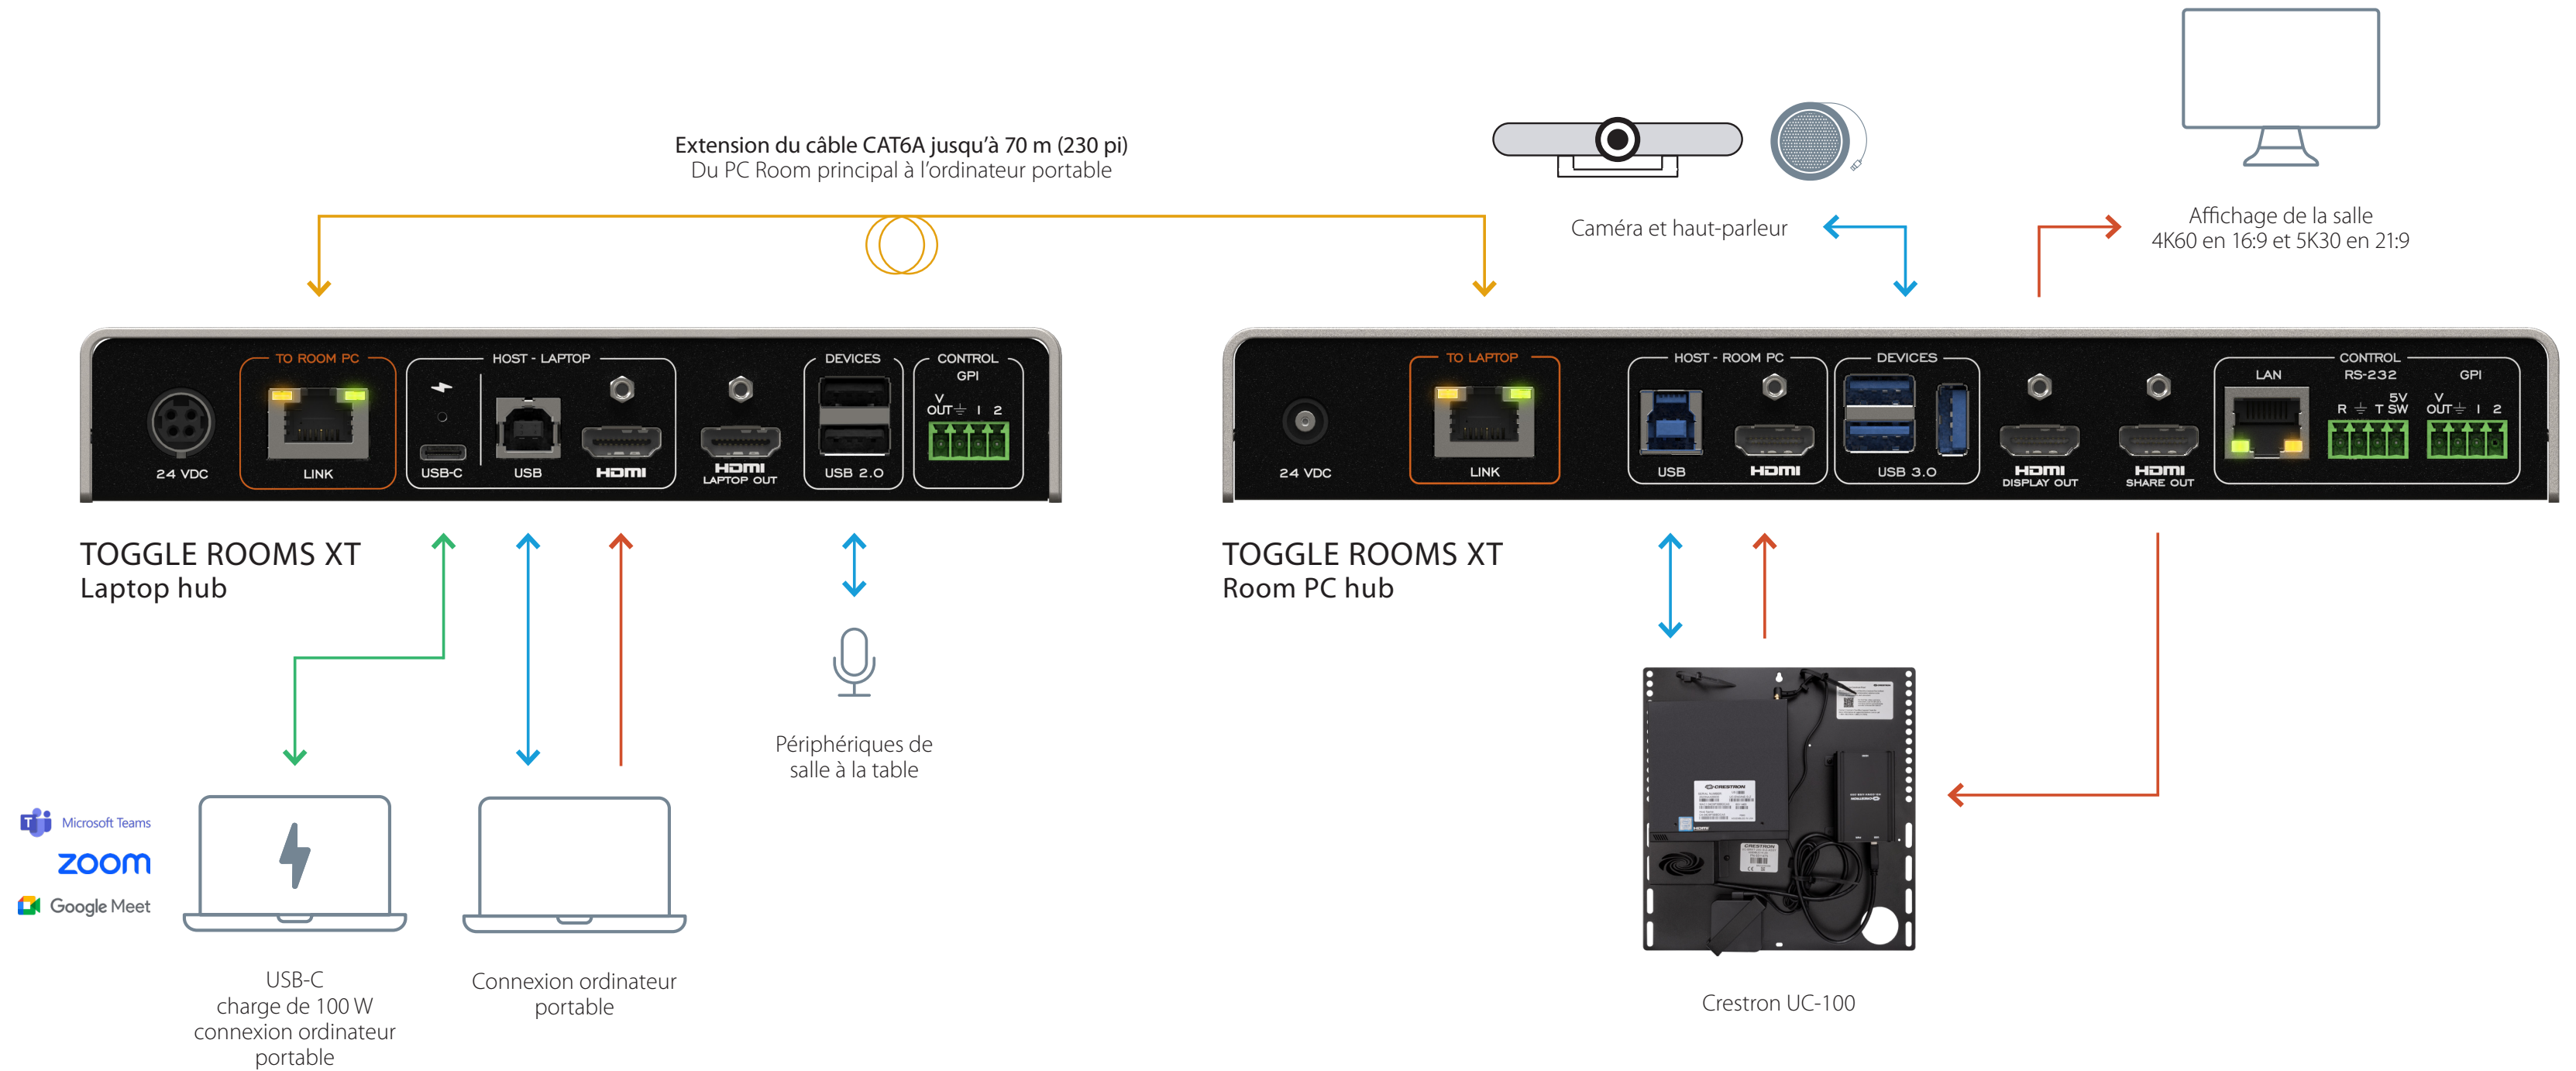 Extension du câble CAT6A jusqu'à 70 m (230 pi)
Du PC Room principal à l'ordinateur portable
Caméra et haut-parleur
Affichage de la salle
4K60 en 16:9 et 5K30 en 21:9
24 VDC
TO ROOM PC
LINK
HOST - LAPTOP
USB-C
USB
HDMI
HDMI
LAPTOP OUT
DEVICES
USB 2.0
CONTROL
GPI
V
OUT 1 2
24 VDC
TO LAPTOP
LINK
HOST - ROOM PC
USB
HDMI
DEVICES
USB 3.0
HDMI
DISPLAY OUT
HDMI
SHARE OUT
CONTROL
LAN
RS-232
5V
R T SW
GPI
V
OUT 1 2
TOGGLE ROOMS XT
Laptop hub
TOGGLE ROOMS XT
Room PC hub
Périphériques de
salle à la table
Microsoft Teams
zoom
Google Meet
USB-C
charge de 100 W
connexion ordinateur
portable
Connexion ordinateur
portable
CRESTRON
HDMI
CRESTRON
Crestron UC-100